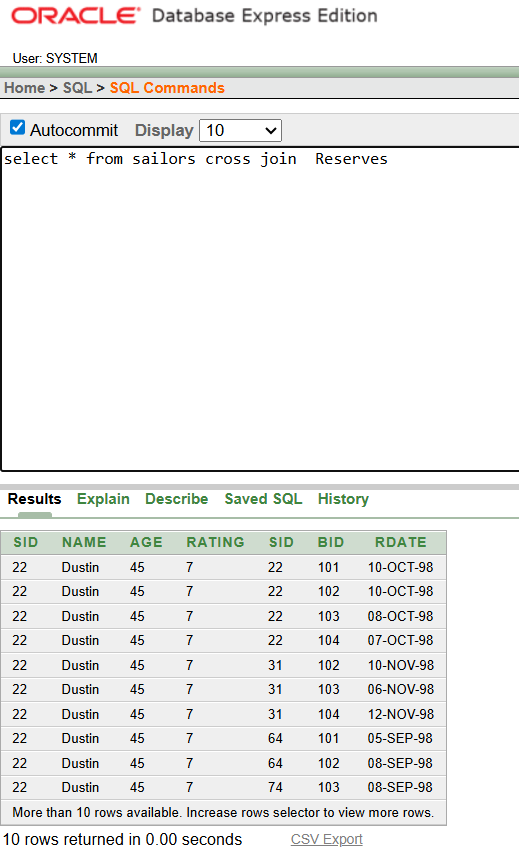 ORACLE® Database Express Edition
User: SYSTEM
Home > SQL > SQL Commands
Autocommit Display 10
select * from sailors cross join  Reserves
Results Explain Describe Saved SQL History
SID NAME AGE RATING SID BID RDATE
22 Dustin 45 7 22 101 10-OCT-98
22 Dustin 45 7 22 102 10-OCT-98
22 Dustin 45 7 22 103 08-OCT-98
22 Dustin 45 7 22 104 07-OCT-98
22 Dustin 45 7 31 102 10-NOV-98
22 Dustin 45 7 31 103 06-NOV-98
22 Dustin 45 7 31 104 12-NOV-98
22 Dustin 45 7 64 101 05-SEP-98
22 Dustin 45 7 64 102 08-SEP-98
22 Dustin 45 7 74 103 08-SEP-98
More than 10 rows available. Increase rows selector to view more rows.
10 rows returned in 0.00 seconds CSV Export